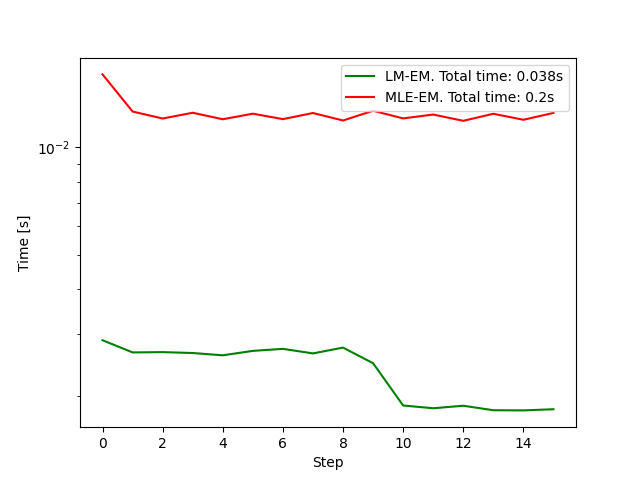 LM-EM. Total time: 0.038s
MLE-EM. Total time: 0.2s
10⁻²
Time [s]
0 2 4 6 8 10 12 14
Step